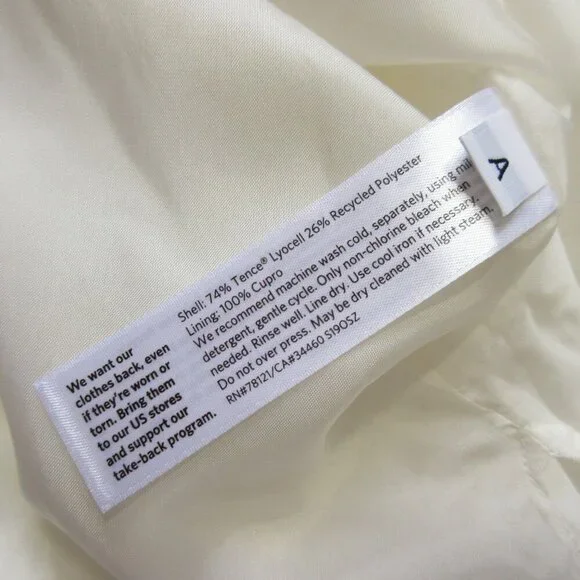 Shell: 74% Tence® Lyocell 26% Recycled Polyester
Lining: 100% Cupro
We recommend machine wash cold, separately, using mil
detergent, gentle cycle. Only non-chlorine bleach when
needed. Rinse well. Line dry. Use cool iron if necessary.
Do not over press. May be dry cleaned with light steam.
RN#78121/CA#34460 S1905Z
We want our
clothes back, even
if they're worn or
torn. Bring them
to our US stores
and support our
take-back program.
A